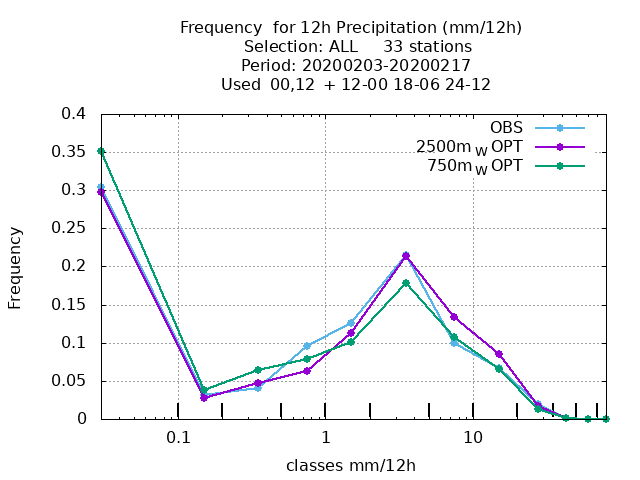 Frequency  for 12h Precipitation (mm/12h)
Selection: ALL     33 stations
Period: 20200203-20200217
Used  00,12  + 12-00 18-06 24-12
OBS
2500m W OPT
750m W OPT
Frequency
0.4
0.35
0.3
0.25
0.2
0.15
0.1
0.05
0
0.1 1 10
classes mm/12h